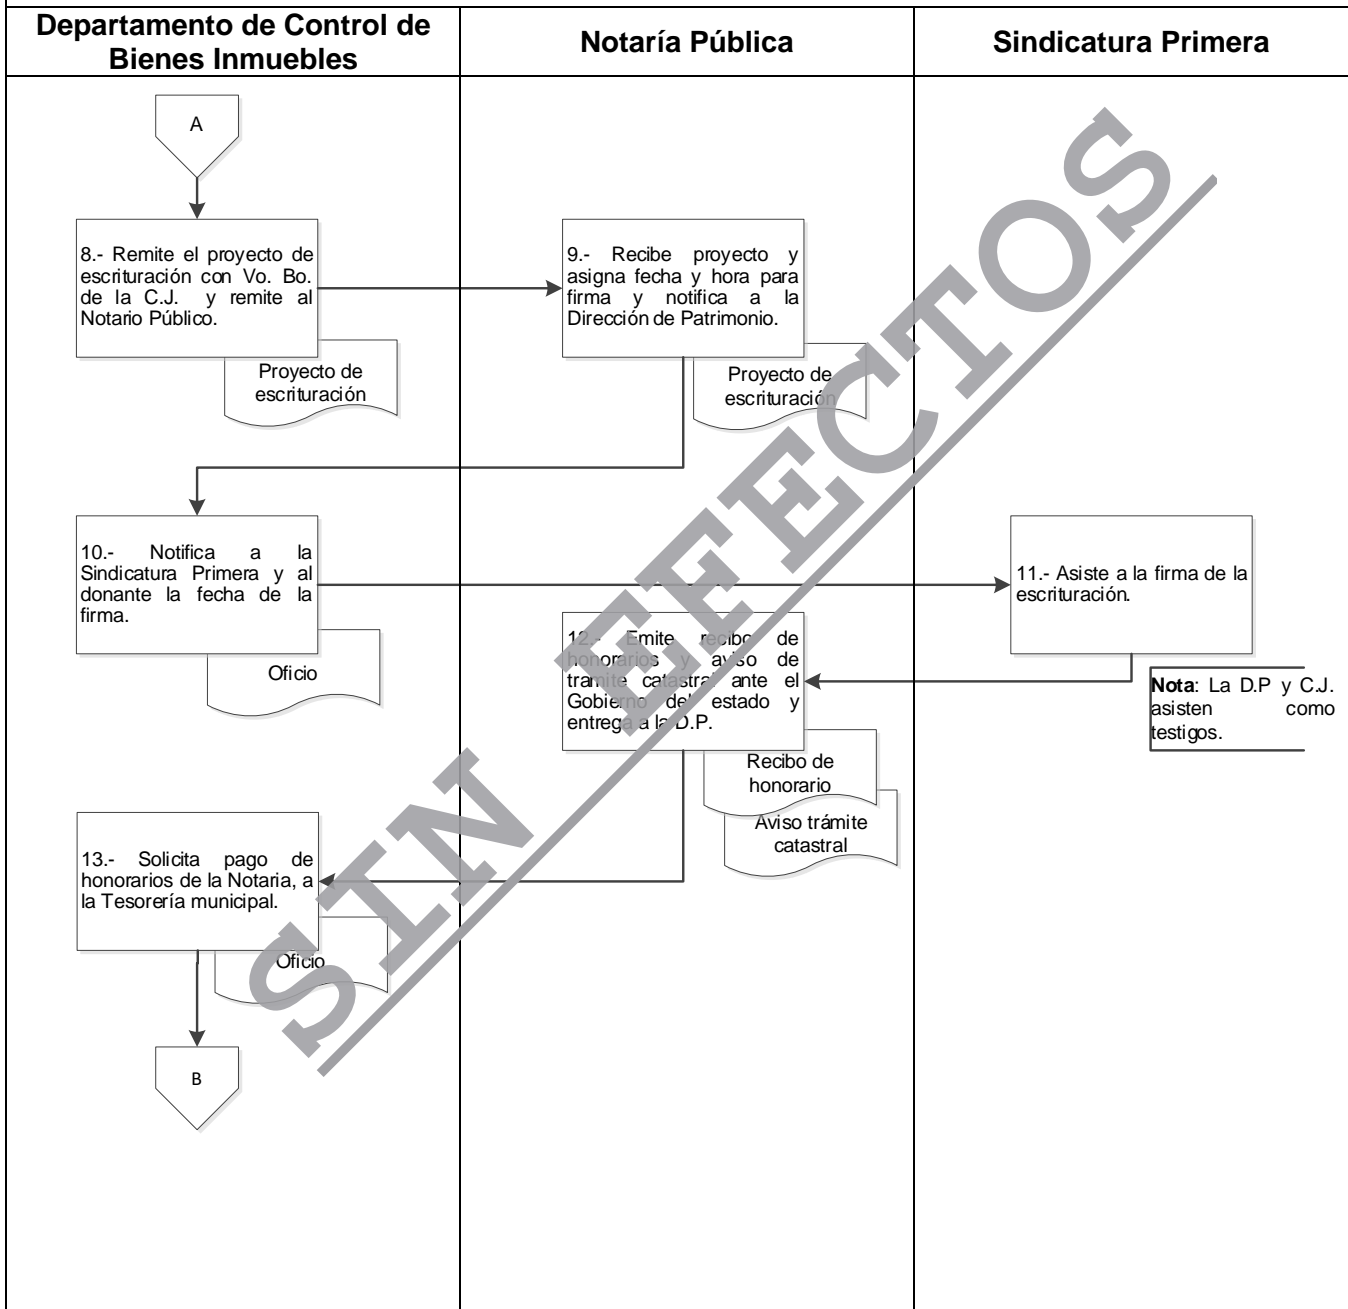 Departamento de Control de
Bienes Inmuebles
Notaría Pública
Sindicatura Primera
A
8.- Remite el proyecto de
escrituración con Vo. Bo.
de la C.J. y remite al
Notario Público.
Proyecto de
escrituración
9.- Recibe proyecto y
asigna fecha y hora para
firma y notifica a la
Dirección de Patrimonio.
Proyecto de
escrituración
10.- Notifica a la
Sindicatura Primera y al
donante la fecha de la
firma.
Oficio
11.- Asiste a la firma de la
escrituración.
Nota: La D.P y C.J.
asisten como
testigos.
12.- Emite recibo de
honorarios y aviso de
tramite catastral ante el
Gobierno del estado y
entrega a la D.P.
Recibo de
honorario
Aviso trámite
catastral
13.- Solicita pago de
honorarios de la Notaria, a
la Tesorería municipal.
Oficio
B
SIN EFECTOS